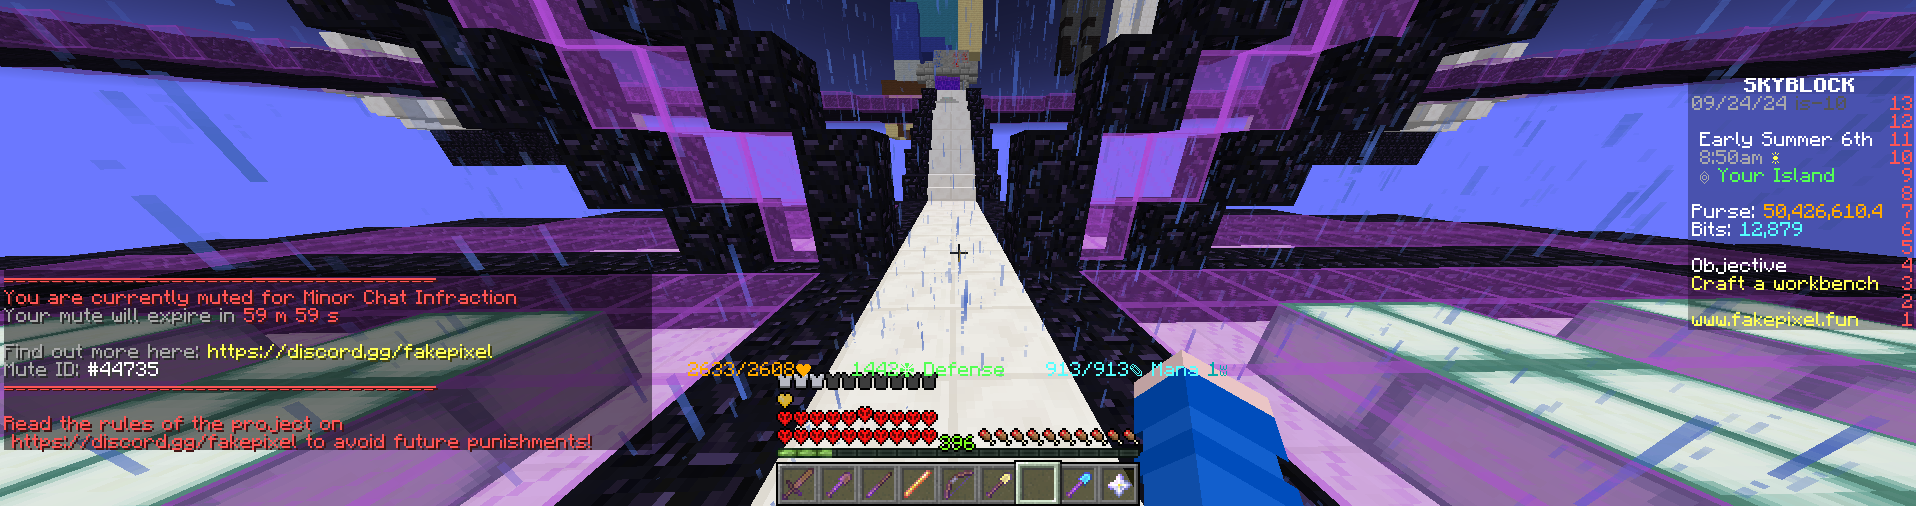 You are currently muted for Minor Chat Infraction
Your mute will expire in 59 m 59 s
Find out more here: https://discord.gg/fakepixel
Mute ID: #44735
Read the rules of the project on
https://discord.gg/fakepixel to avoid future punishments!
2633/2608❤ 1442 Defense 913/913 Mana 1
396
SKYBLOCK
09/24/24 is-10 13
12
Early Summer 6th 11
8:50am ☀ 10
Your Island 9
8
Purse: 50,426,610.4 7
Bits: 12,879 6
5
Objective 4
Craft a workbench 3
2
www.fakepixel.fun 1